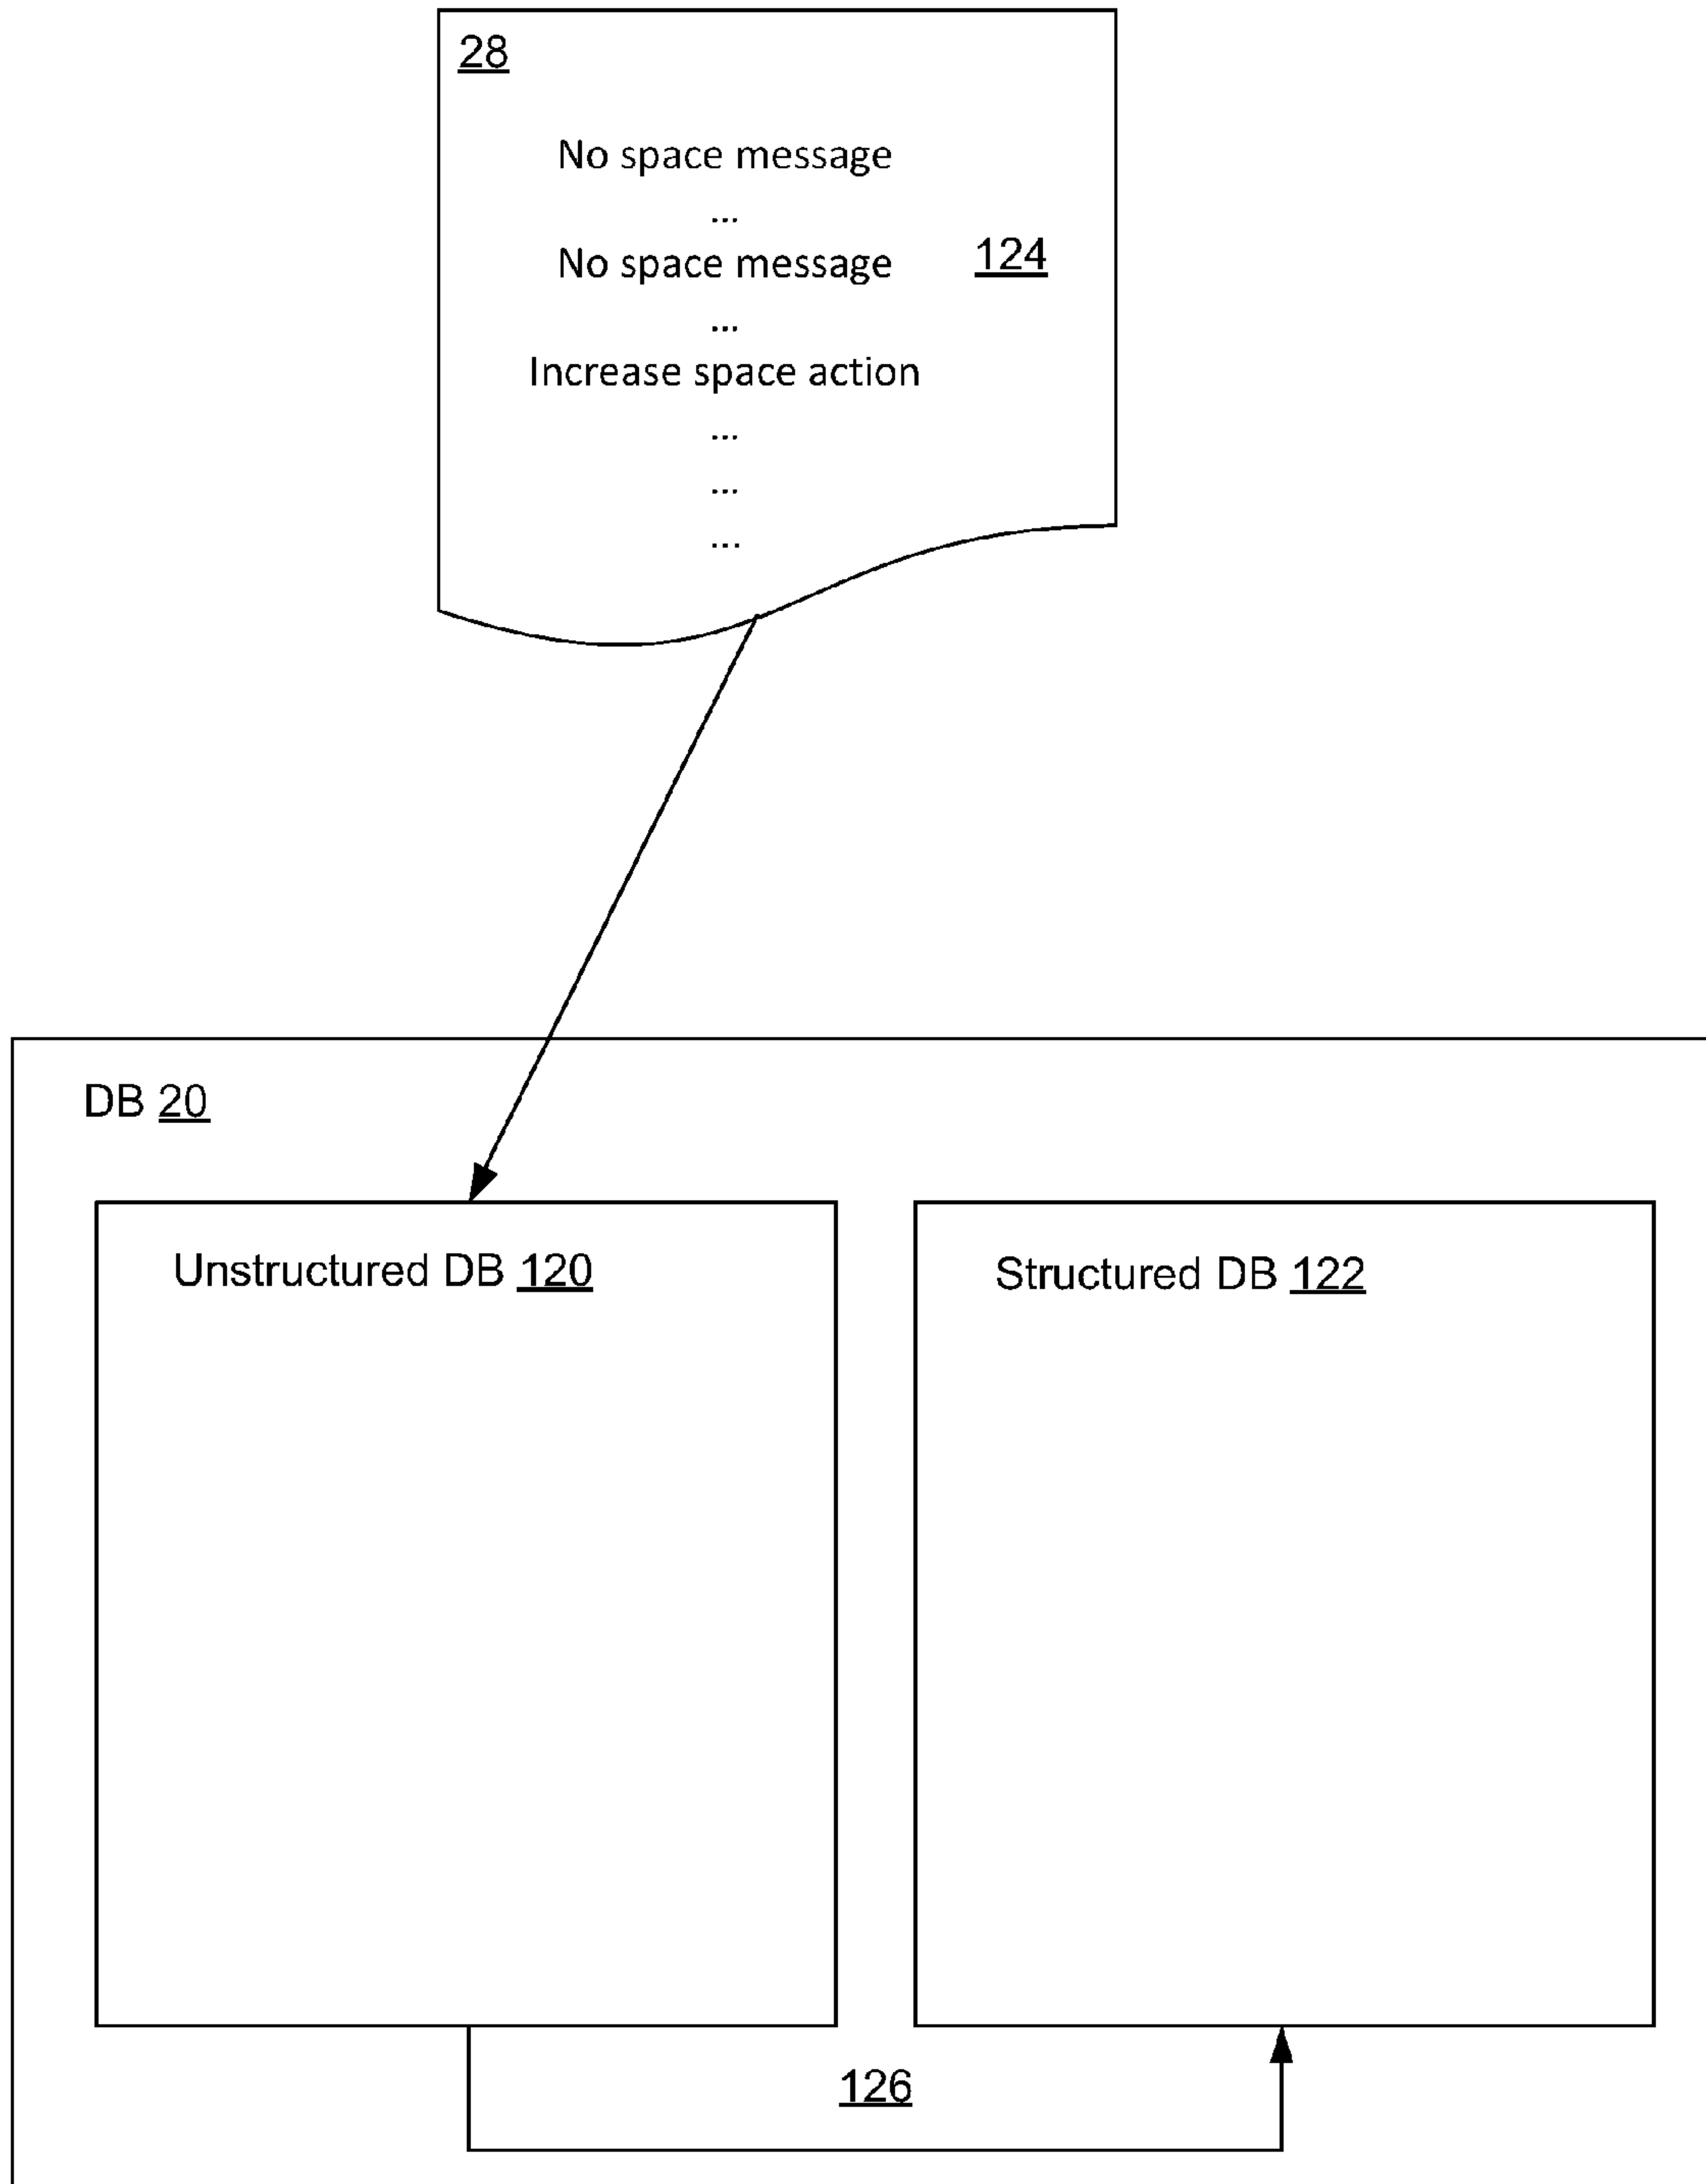 28
No space message
...
No space message
124
...
Increase space action
...
...
...
DB 20
Unstructured DB 120
Structured DB 122
126